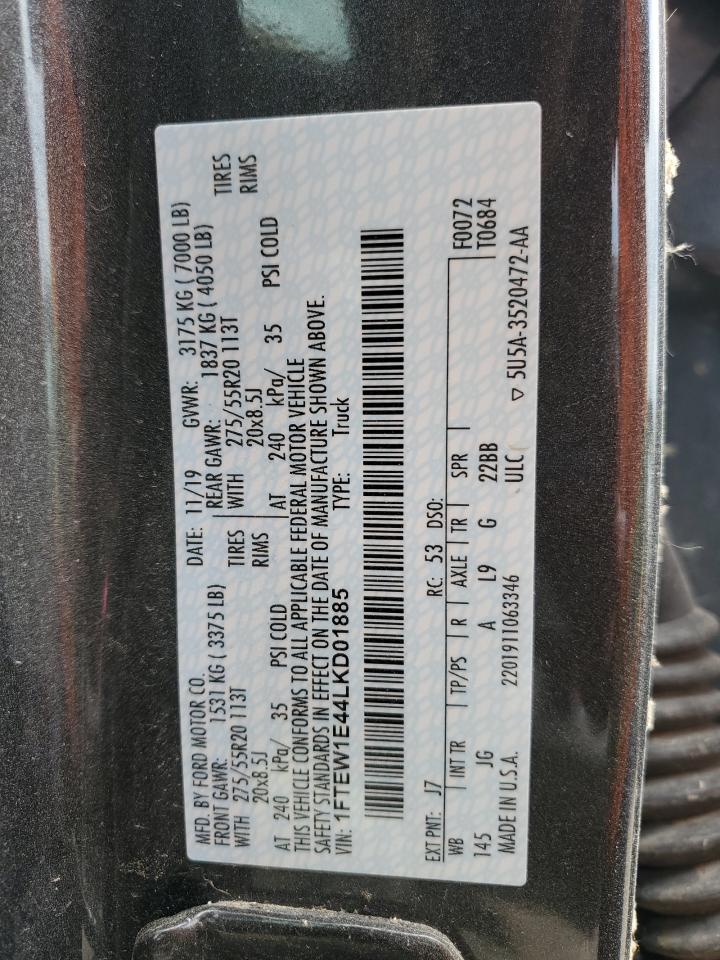 MFD. BY FORD MOTOR CO.
DATE: 11/19 GVWR: 3175 KG ( 7000 LB)
FRONT GAWR: 1531 KG ( 3375 LB) REAR GAWR: 1837 KG ( 4050 LB)
WITH 275/55R20 113T TIRES WITH 275/55R20 113T TIRES
20x8.5J RIMS 20x8.5J RIMS
AT 240 kPa/ 35 PSI COLD AT 240 kPa/ 35 PSI COLD
THIS VEHICLE CONFORMS TO ALL APPLICABLE FEDERAL MOTOR VEHICLE
SAFETY STANDARDS IN EFFECT ON THE DATE OF MANUFACTURE SHOWN ABOVE.
VIN: 1FTEW1E44LKD01885 TYPE: Truck
EXT PNT: J7 RC: 53 DSO: F0072
WB INT TR TP/PS R AXLE TR SPR T0684
145 JG A L9 G 22BB
MADE IN U.S.A. 2201911063346 ULC ▽ 5U5A-3520472-AA